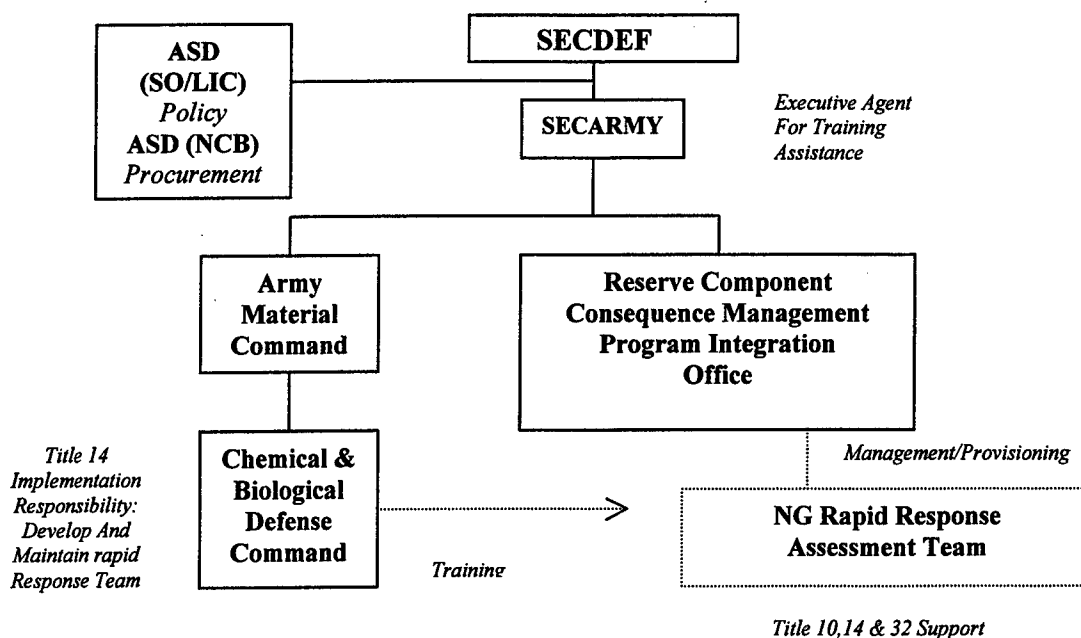 SECDEF
ASD
(SO/LIC)
Policy
ASD (NCB)
Procurement
SECARMY
Executive Agent
For Training
Assistance
Army
Material
Command
Reserve Component
Consequence Management
Program Integration
Office
Title 14
Implementation
Responsibility:
Develop And
Maintain rapid
Response Team
Chemical &
Biological
Defense
Command
Training
Management/Provisioning
NG Rapid Response
Assessment Team
Title 10,14 & 32 Support